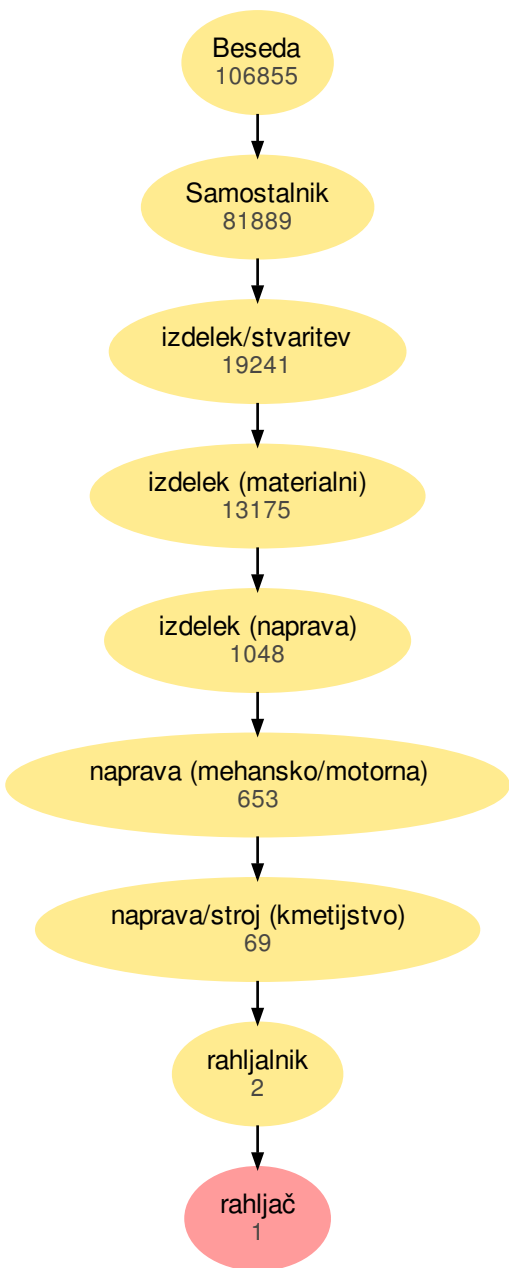 Beseda
106855
Samostalnik
81889
izdelek/stvaritev
19241
izdelek (materialni)
13175
izdelek (naprava)
1048
naprava (mehansko/motorna)
653
naprava/stroj (kmetijstvo)
69
rahljalnik
2
rahljač
1